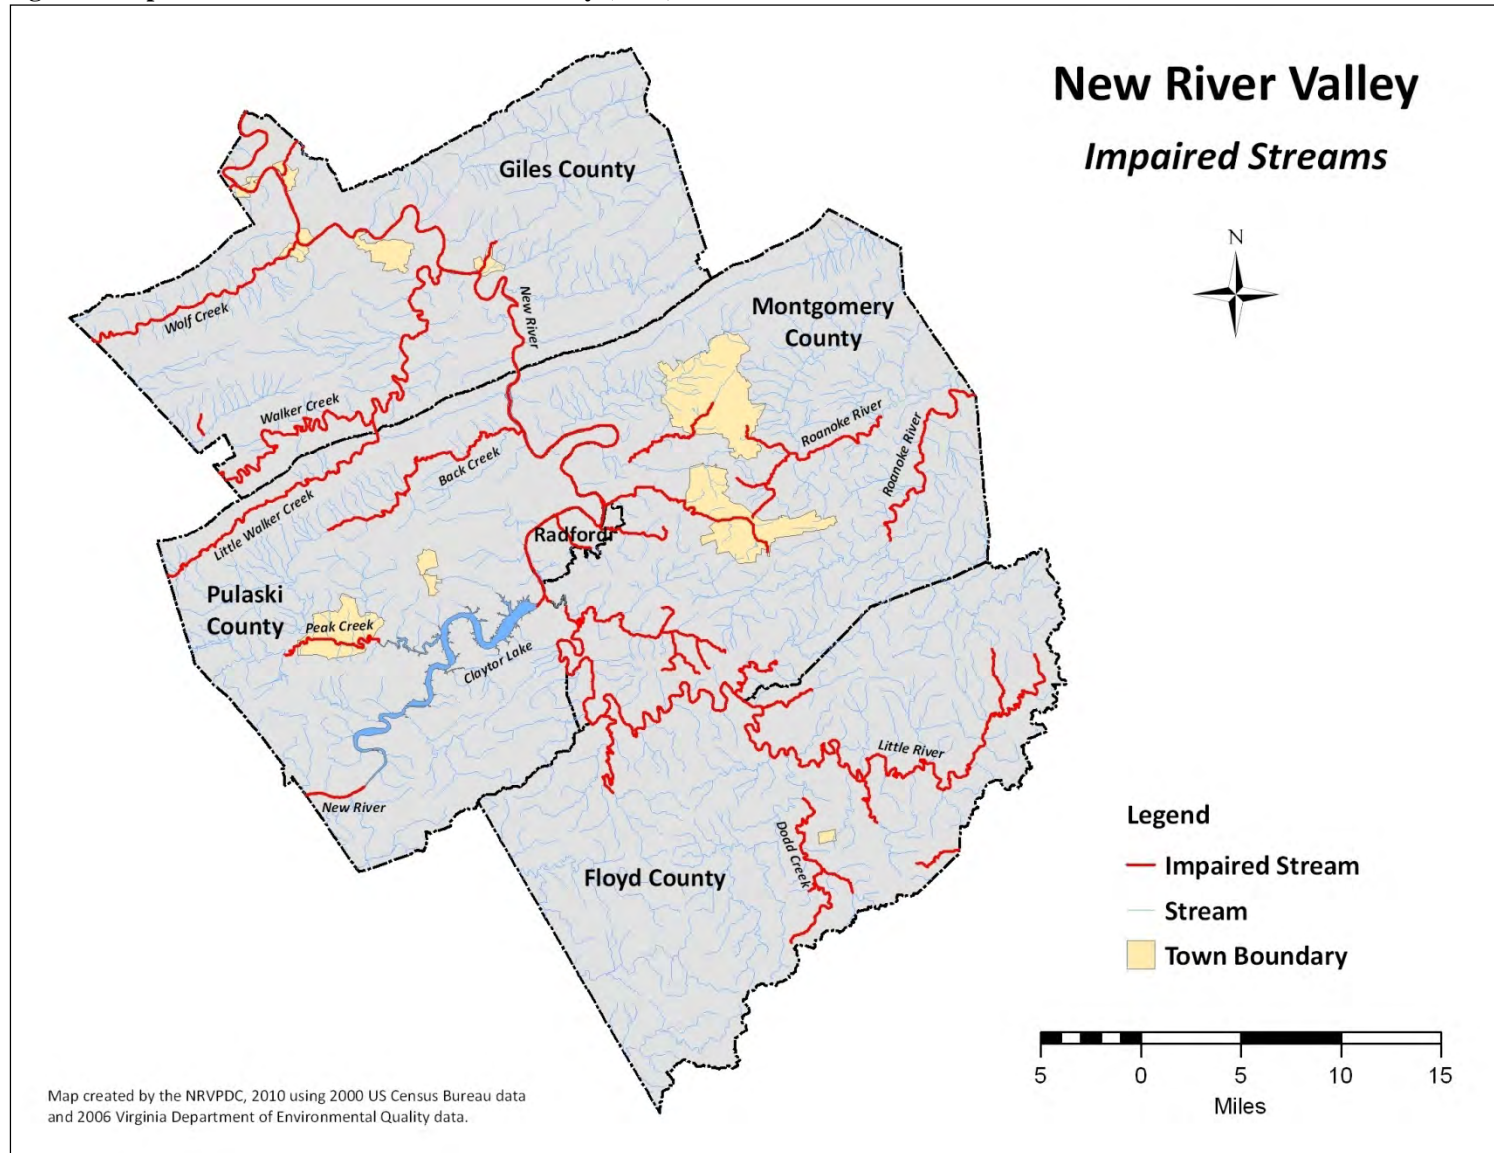 New River Valley
Impaired Streams
N
Giles County
Montgomery
County
Wolf Creek
New River
Walker Creek
Roanoke River
Roanoke River
Back Creek
Little Walker Creek
Radford
Pulaski
County
Peak Creek
Claytor Lake
Little River
New River
Dodd Creek
Floyd County
Legend
Impaired Stream
Stream
Town Boundary
5 0 5 10 15
Miles
Map created by the NRVPDC, 2010 using 2000 US Census Bureau data
and 2006 Virginia Department of Environmental Quality data.